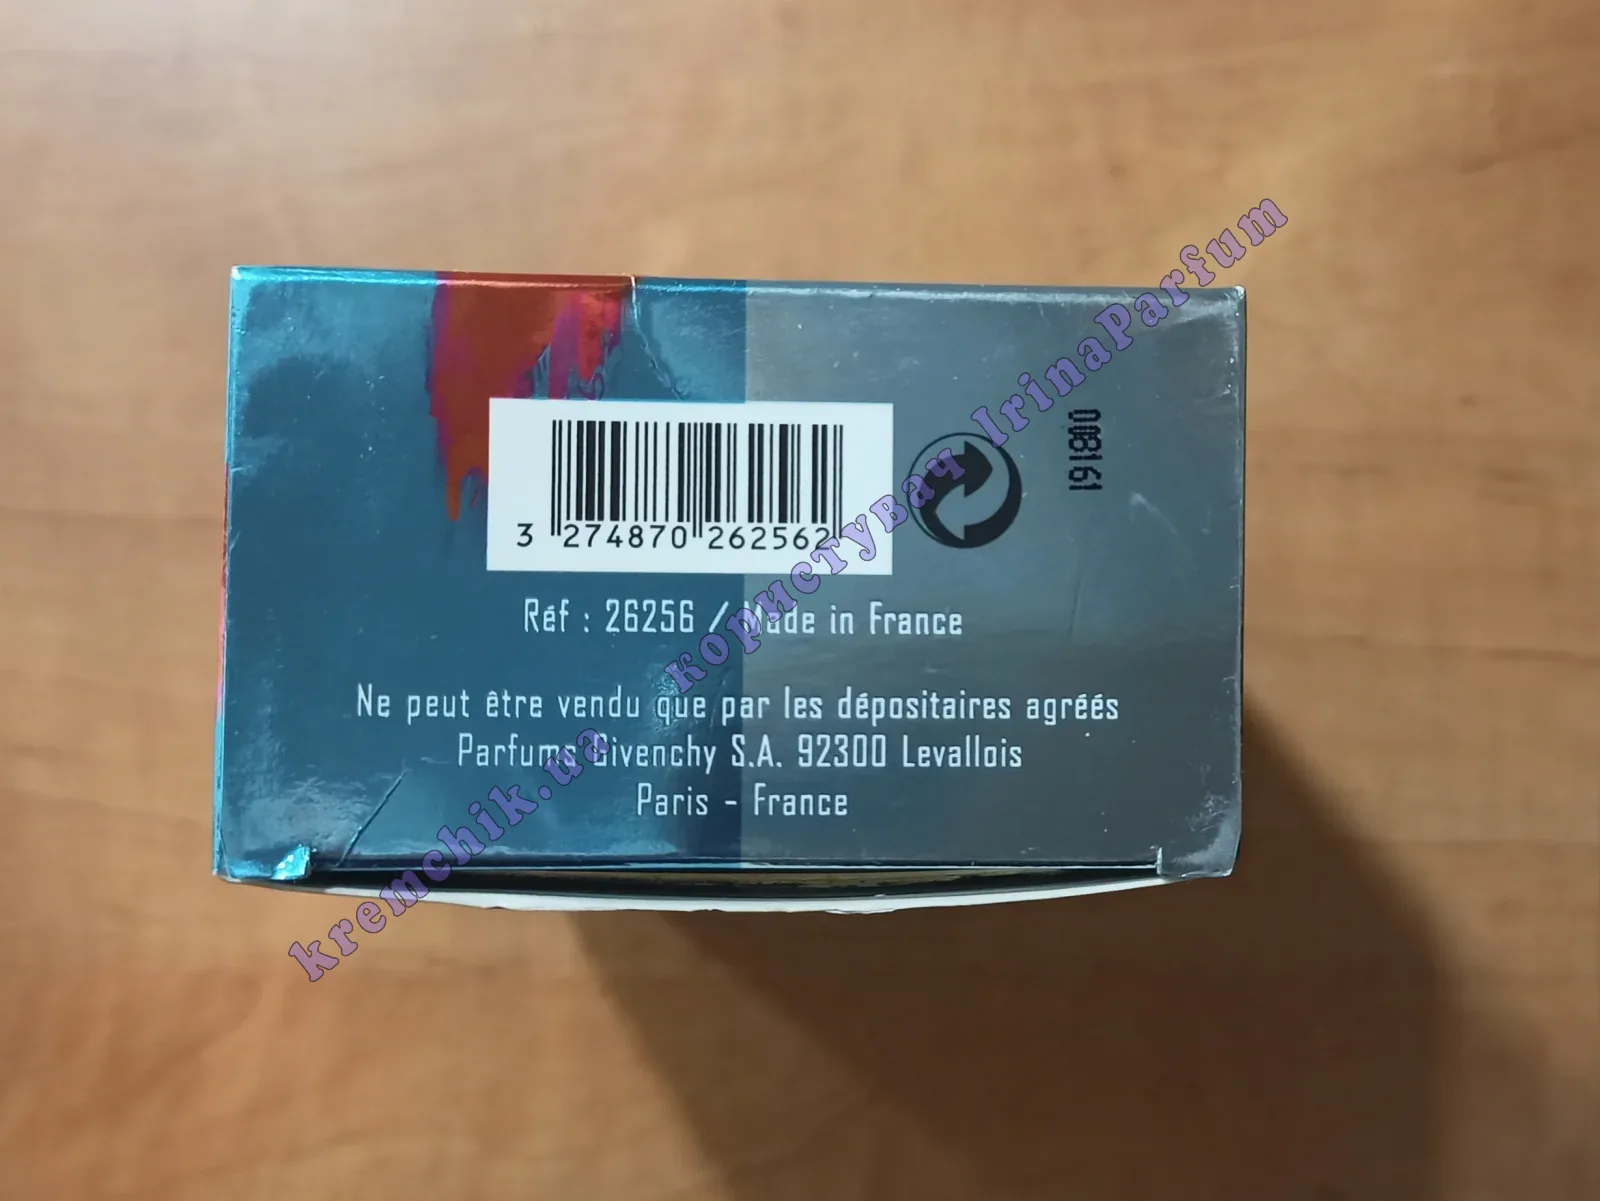 3 274870 262562
008161
Réf : 26256 / Made in France
Ne peut être vendu que par les dépositaires agréés
Parfums Givenchy S.A. 92300 Levallois
Paris - France
kremchik.ua користувач IrinaParfum